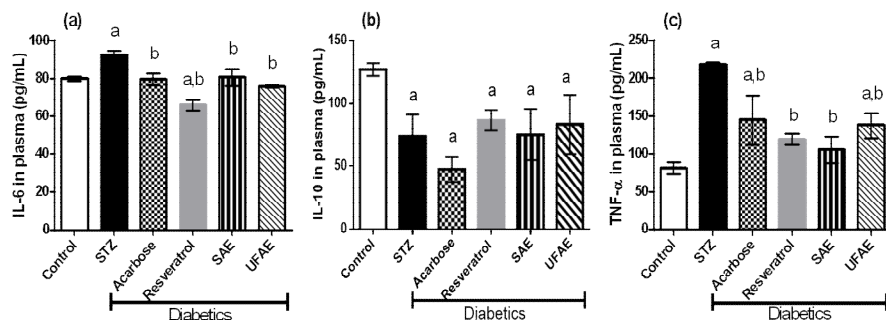 (a)
IL-6 in plasma (pg/mL)
100
80
60
40
20
0
a
b
a,b
b
b
Control
STZ
Acarbose
Resveratrol
SAE
UFAE
Diabetics
(b)
IL-10 in plasma (pg/mL)
150
100
50
0
a
a
a
a
a
Control
STZ
Acarbose
Resveratrol
SAE
UFAE
Diabetics
(c)
TNF-α in plasma (pg/mL)
250
200
150
100
50
0
a
a,b
b
b
a,b
Control
STZ
Acarbose
Resveratrol
SAE
UFAE
Diabetics